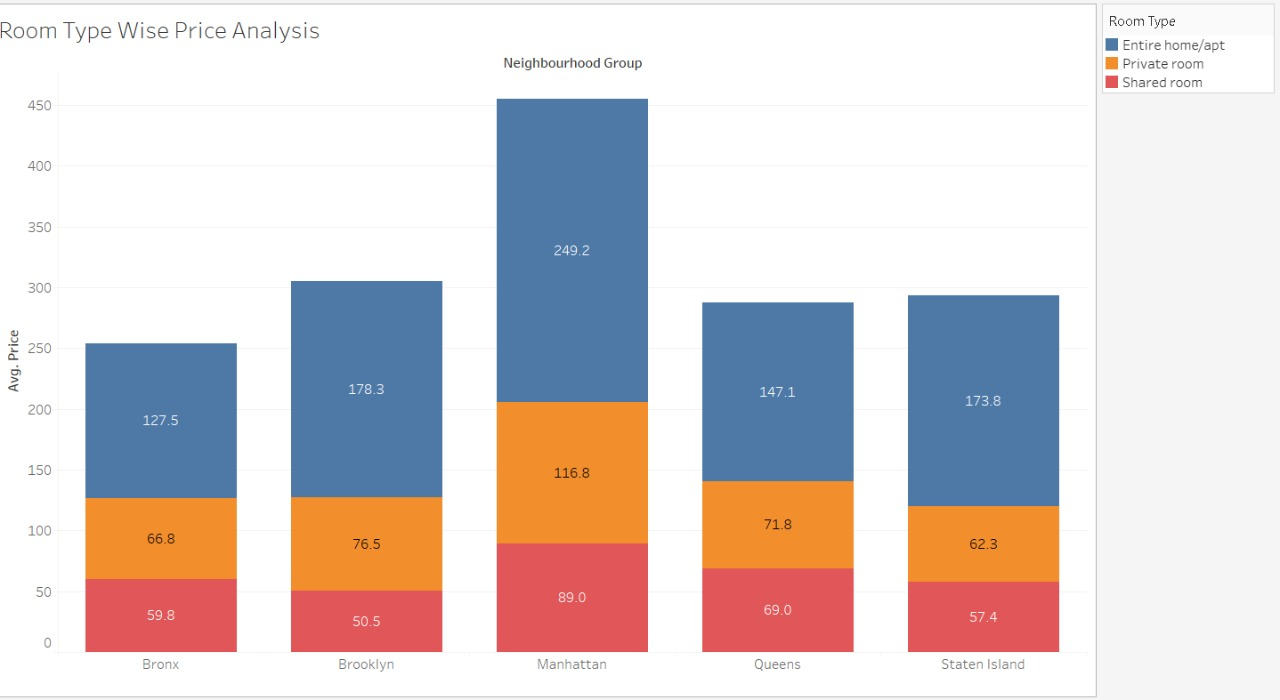 Room Type Wise Price Analysis
Room Type
Entire home/apt
Private room
Shared room
Neighbourhood Group
Avg. Price
450
400
350
300
250
200
150
100
50
0
127.5
66.8
59.8
178.3
76.5
50.5
249.2
116.8
89.0
147.1
71.8
69.0
173.8
62.3
57.4
Bronx
Brooklyn
Manhattan
Queens
Staten Island